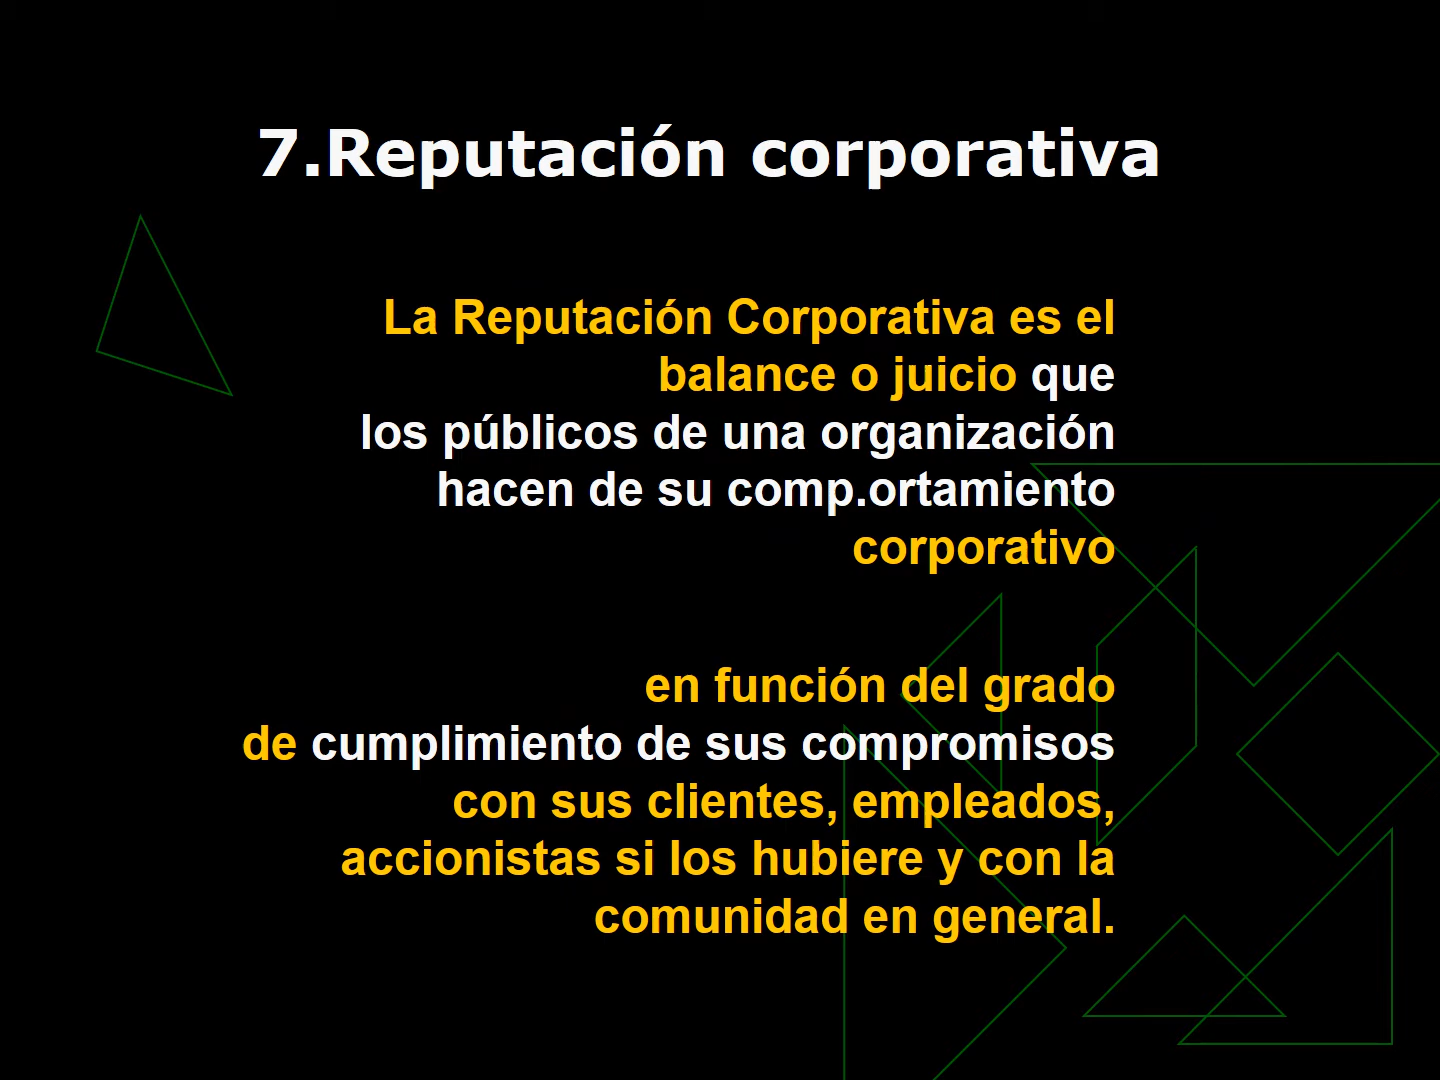 7.Reputación corporativa
La Reputación Corporativa es el
balance o juicio que
los públicos de una organización
hacen de su comp.ortamiento
corporativo
en función del grado
de cumplimiento de sus compromisos
con sus clientes, empleados,
accionistas si los hubiere y con la
comunidad en general.